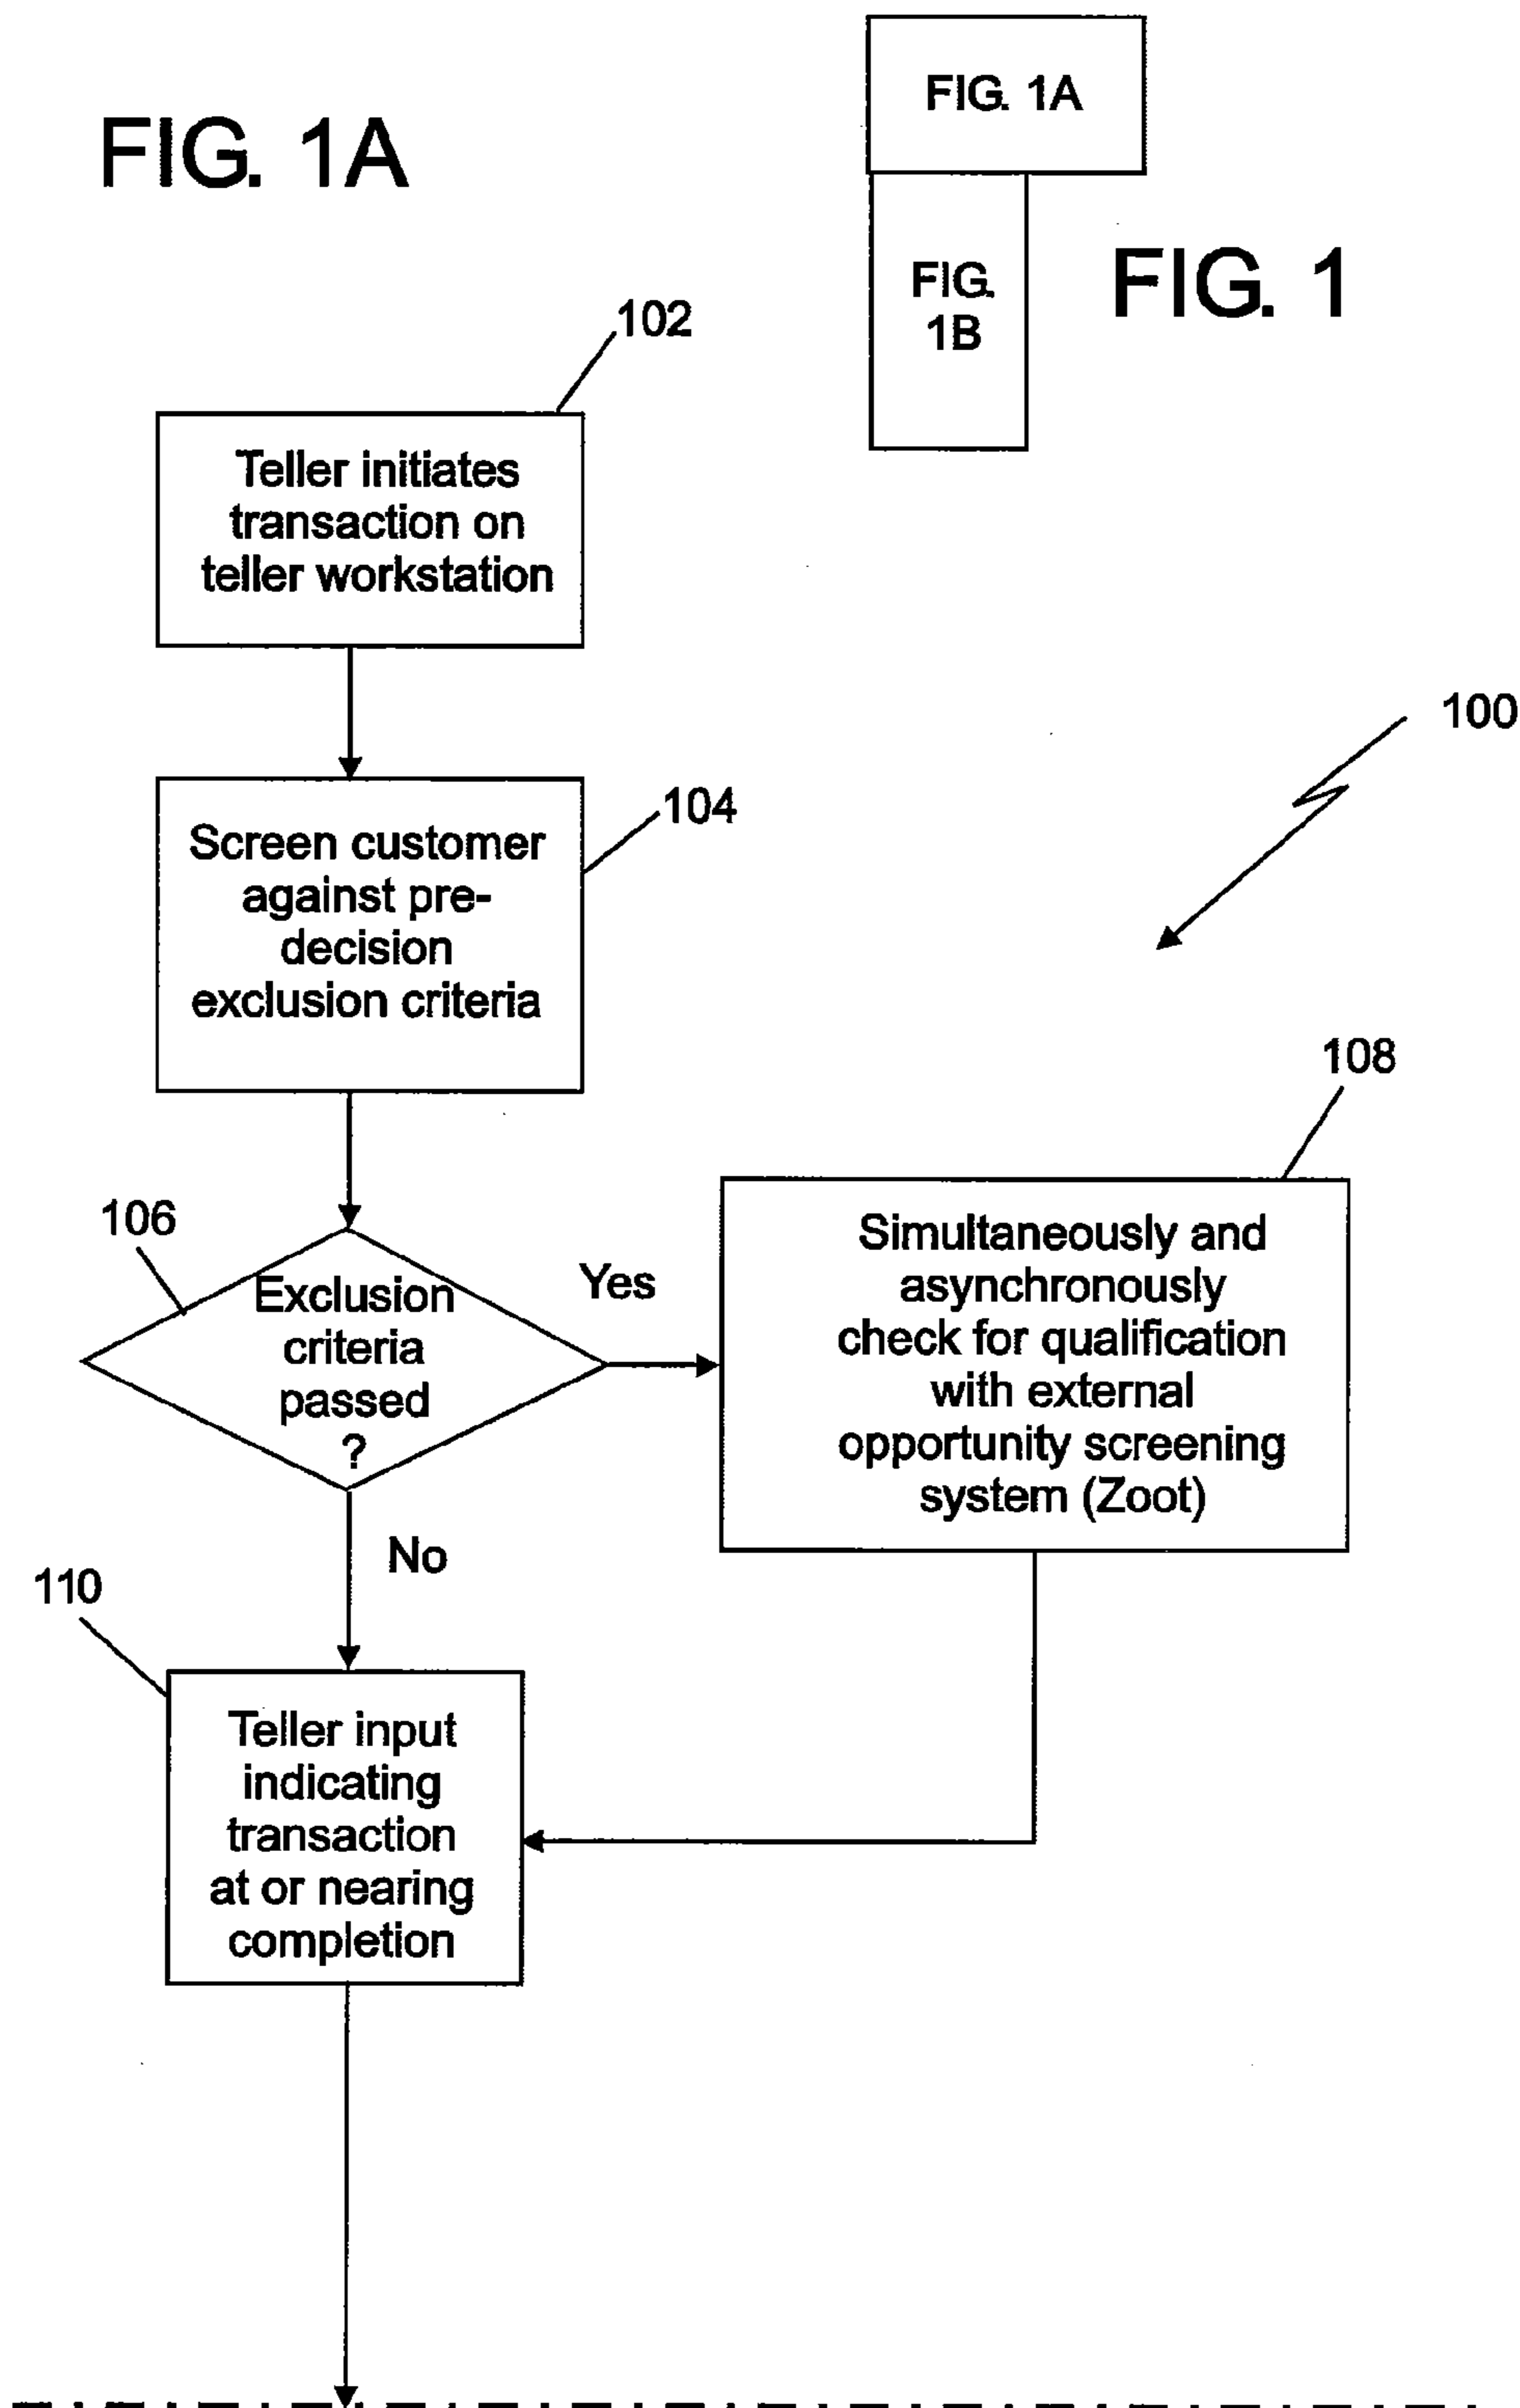 FIG. 1A
FIG. 1A
FIG.
1B
FIG. 1
102
Teller initiates
transaction on
teller workstation
100
104
Screen customer
against pre-
decision
exclusion criteria
108
106
Exclusion
criteria
passed
?
Yes
Simultaneously and
asynchronously
check for qualification
with external
opportunity screening
system (Zoot)
No
110
Teller input
indicating
transaction
at or nearing
completion